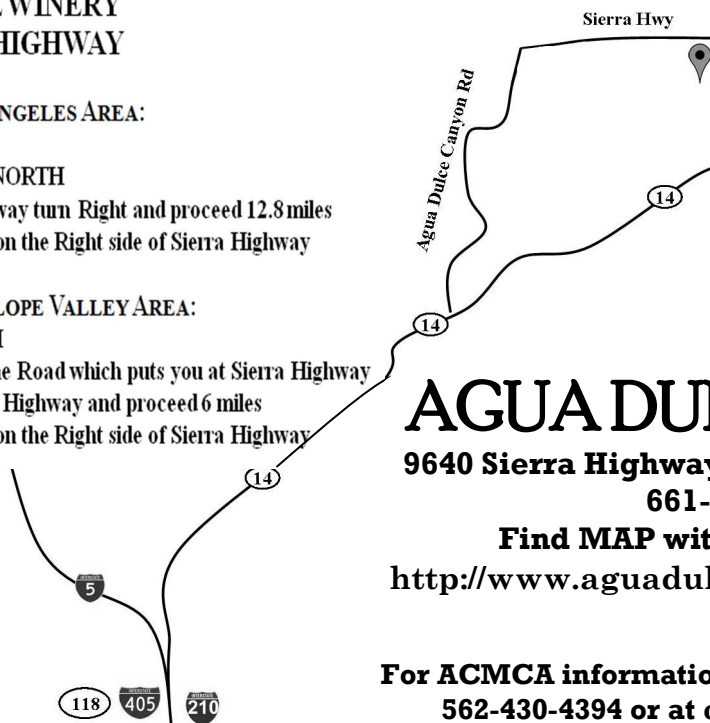 WINERY
HIGHWAY
NGELES AREA:
NORTH
way turn Right and proceed 12.8 miles
on the Right side of Sierra Highway
LOPE VALLEY AREA:
e Road which puts you at Sierra Highway
Highway and proceed 6 miles
on the Right side of Sierra Highway
Sierra Hwy
Agua Dulce Canyon Rd
14
14
14
INTERSTATE
5
118
INTERSTATE
405
INTERSTATE
210
AGUA DU
9640 Sierra Highway
661-
Find MAP wit
http://www.aguadul
For ACMCA informatio
562-430-4394 or at